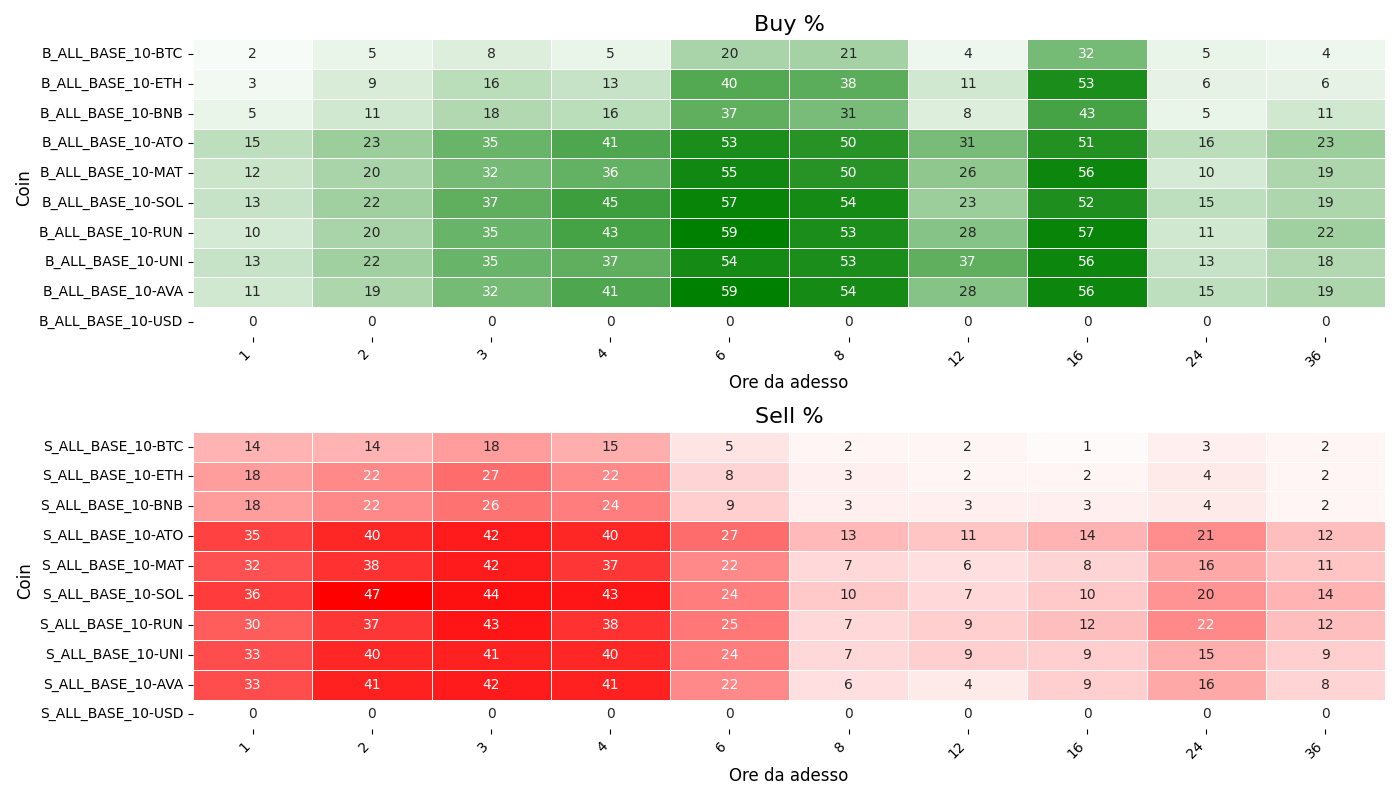 Buy %
Coin
B_ALL_BASE_10-BTC 2 5 8 5 20 21 4 32 5 4
B_ALL_BASE_10-ETH 3 9 16 13 40 38 11 53 6 6
B_ALL_BASE_10-BNB 5 11 18 16 37 31 8 43 5 11
B_ALL_BASE_10-ATO 15 23 35 41 53 50 31 51 16 23
B_ALL_BASE_10-MAT 12 20 32 36 55 50 26 56 10 19
B_ALL_BASE_10-SOL 13 22 37 45 57 54 23 52 15 19
B_ALL_BASE_10-RUN 10 20 35 43 59 53 28 57 11 22
B_ALL_BASE_10-UNI 13 22 35 37 54 53 37 56 13 18
B_ALL_BASE_10-AVA 11 19 32 41 59 54 28 56 15 19
B_ALL_BASE_10-USD 0 0 0 0 0 0 0 0 0 0
1 2 3 4 6 8 12 16 24 36
Ore da adesso
Sell %
Coin
S_ALL_BASE_10-BTC 14 14 18 15 5 2 2 1 3 2
S_ALL_BASE_10-ETH 18 22 27 22 8 3 2 2 4 2
S_ALL_BASE_10-BNB 18 22 26 24 9 3 3 3 4 2
S_ALL_BASE_10-ATO 35 40 42 40 27 13 11 14 21 12
S_ALL_BASE_10-MAT 32 38 42 37 22 7 6 8 16 11
S_ALL_BASE_10-SOL 36 47 44 43 24 10 7 10 20 14
S_ALL_BASE_10-RUN 30 37 43 38 25 7 9 12 22 12
S_ALL_BASE_10-UNI 33 40 41 40 24 7 9 9 15 9
S_ALL_BASE_10-AVA 33 41 42 41 22 6 4 9 16 8
S_ALL_BASE_10-USD 0 0 0 0 0 0 0 0 0 0
1 2 3 4 6 8 12 16 24 36
Ore da adesso